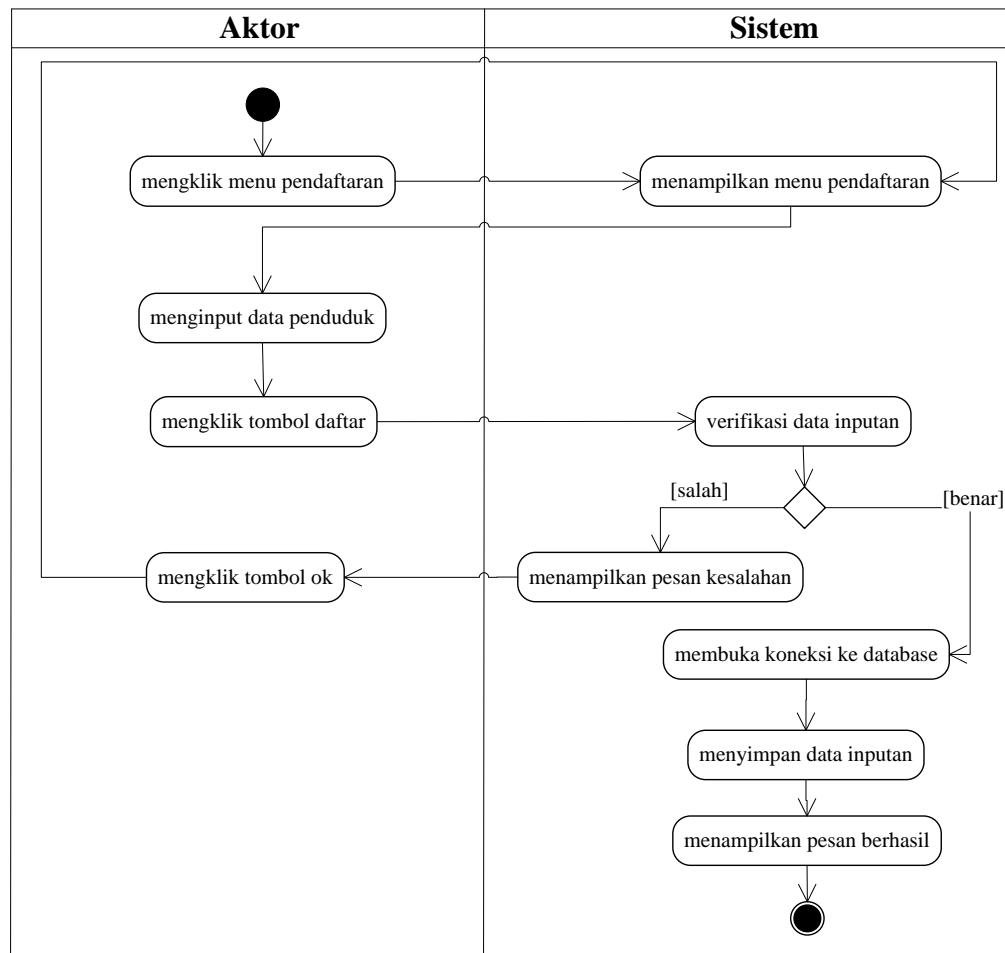 Aktor
Sistem
mengklik menu pendaftaran
menampilkan menu pendaftaran
menginput data penduduk
mengklik tombol daftar
verifikasi data inputan
[salah]
[benar]
mengklik tombol ok
menampilkan pesan kesalahan
membuka koneksi ke database
menyimpan data inputan
menampilkan pesan berhasil